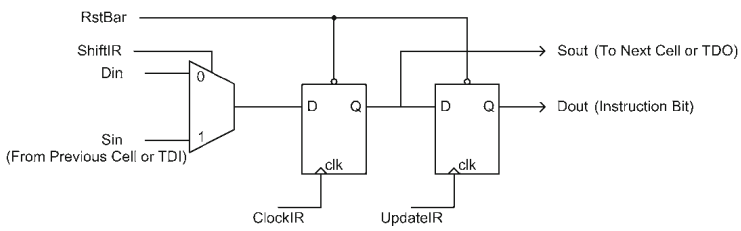 RstBar
ShiftIR
Din
0
Sin
1
(From Previous Cell or TDI)
D
Q
clk
ClockIR
D
Q
clk
UpdateIR
Sout (To Next Cell or TDO)
Dout (Instruction Bit)